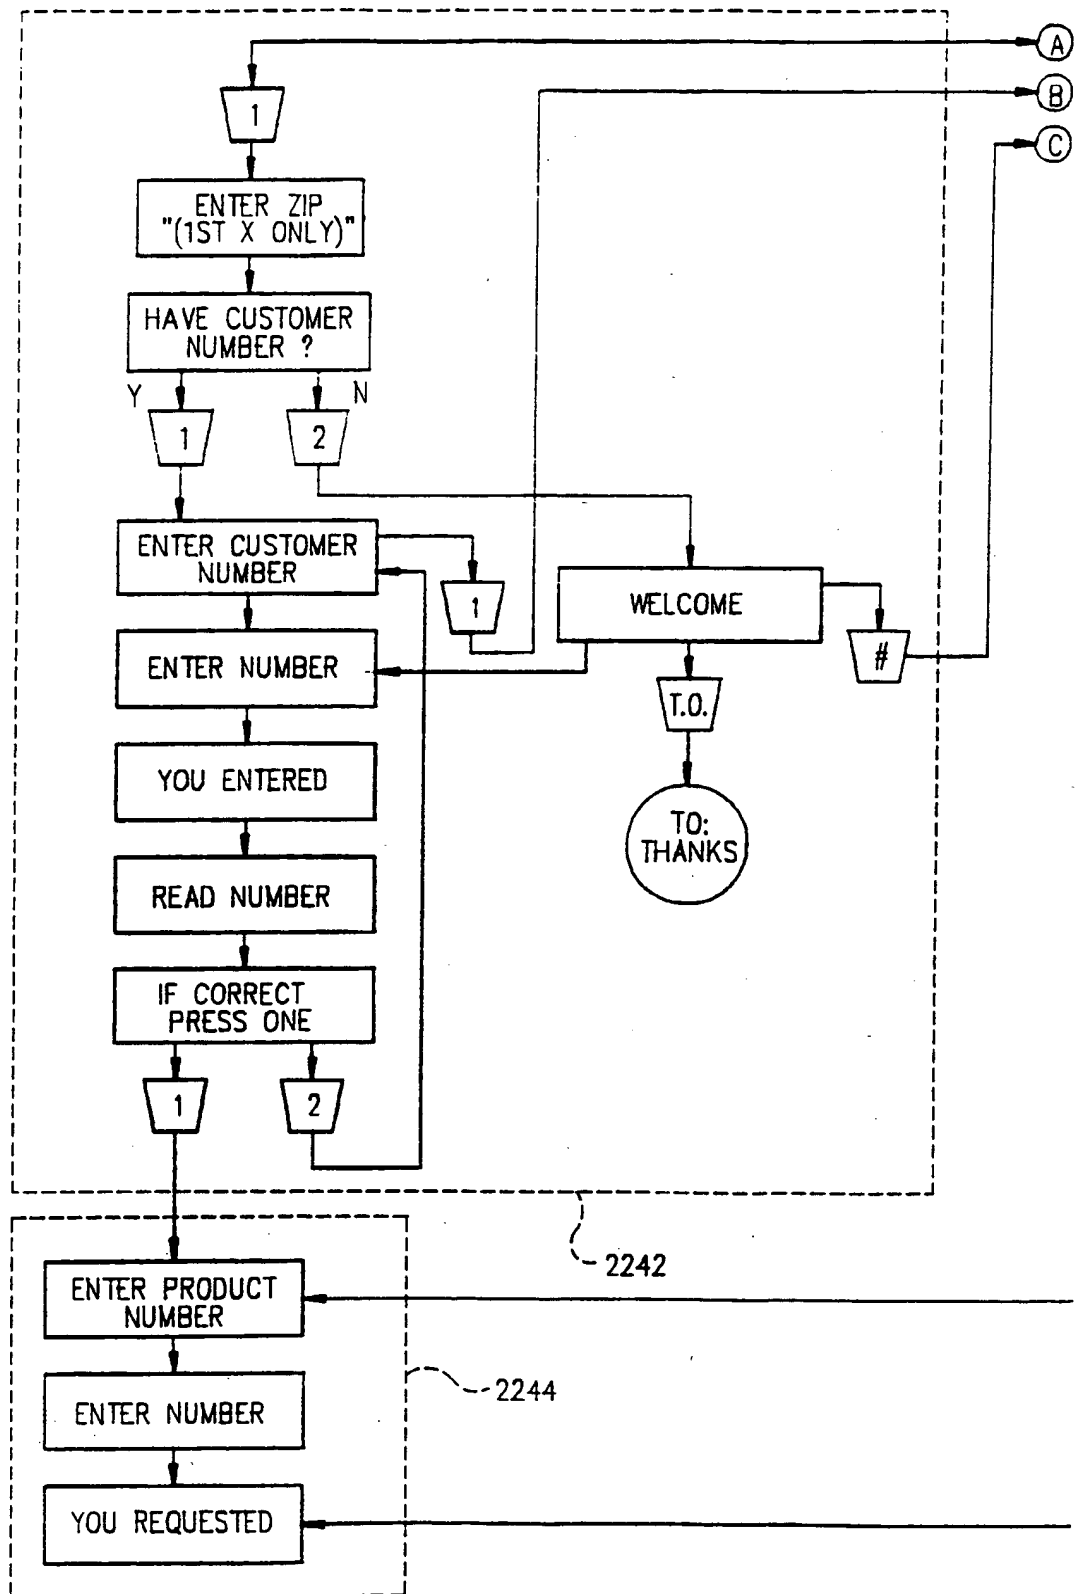 A
B
1
C
ENTER ZIP
"(1ST X ONLY)"
HAVE CUSTOMER
NUMBER ?
Y
N
1
2
ENTER CUSTOMER
NUMBER
1
WELCOME
#
ENTER NUMBER
T.O.
YOU ENTERED
TO:
THANKS
READ NUMBER
IF CORRECT
PRESS ONE
1
2
2242
ENTER PRODUCT
NUMBER
2244
ENTER NUMBER
YOU REQUESTED